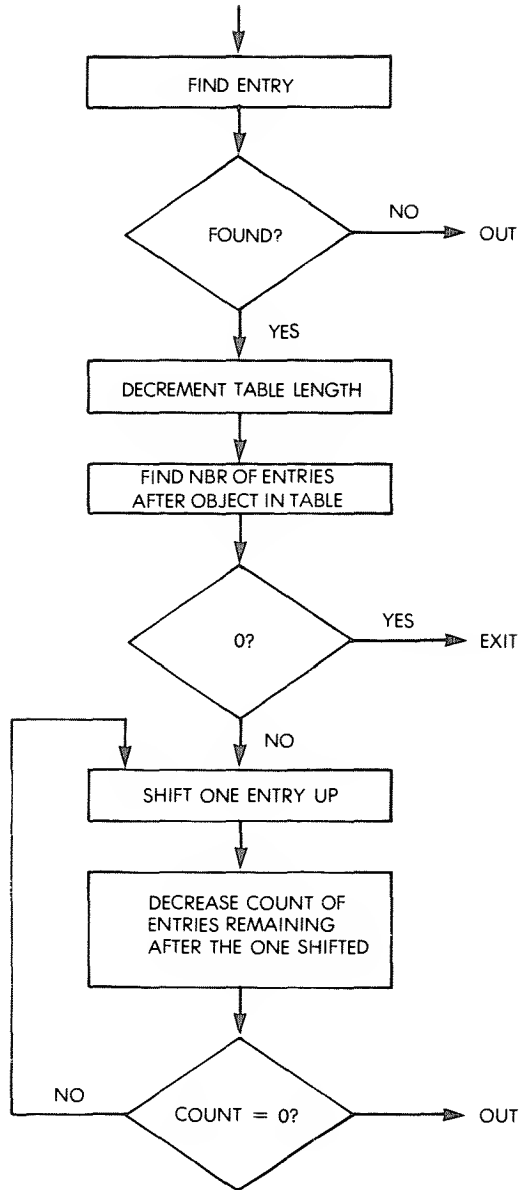 FIND ENTRY
FOUND?
NO
OUT
YES
DECREMENT TABLE LENGTH
FIND NBR OF ENTRIES
AFTER OBJECT IN TABLE
0?
YES
EXIT
NO
SHIFT ONE ENTRY UP
DECREASE COUNT OF
ENTRIES REMAINING
AFTER THE ONE SHIFTED
NO
COUNT = 0?
OUT